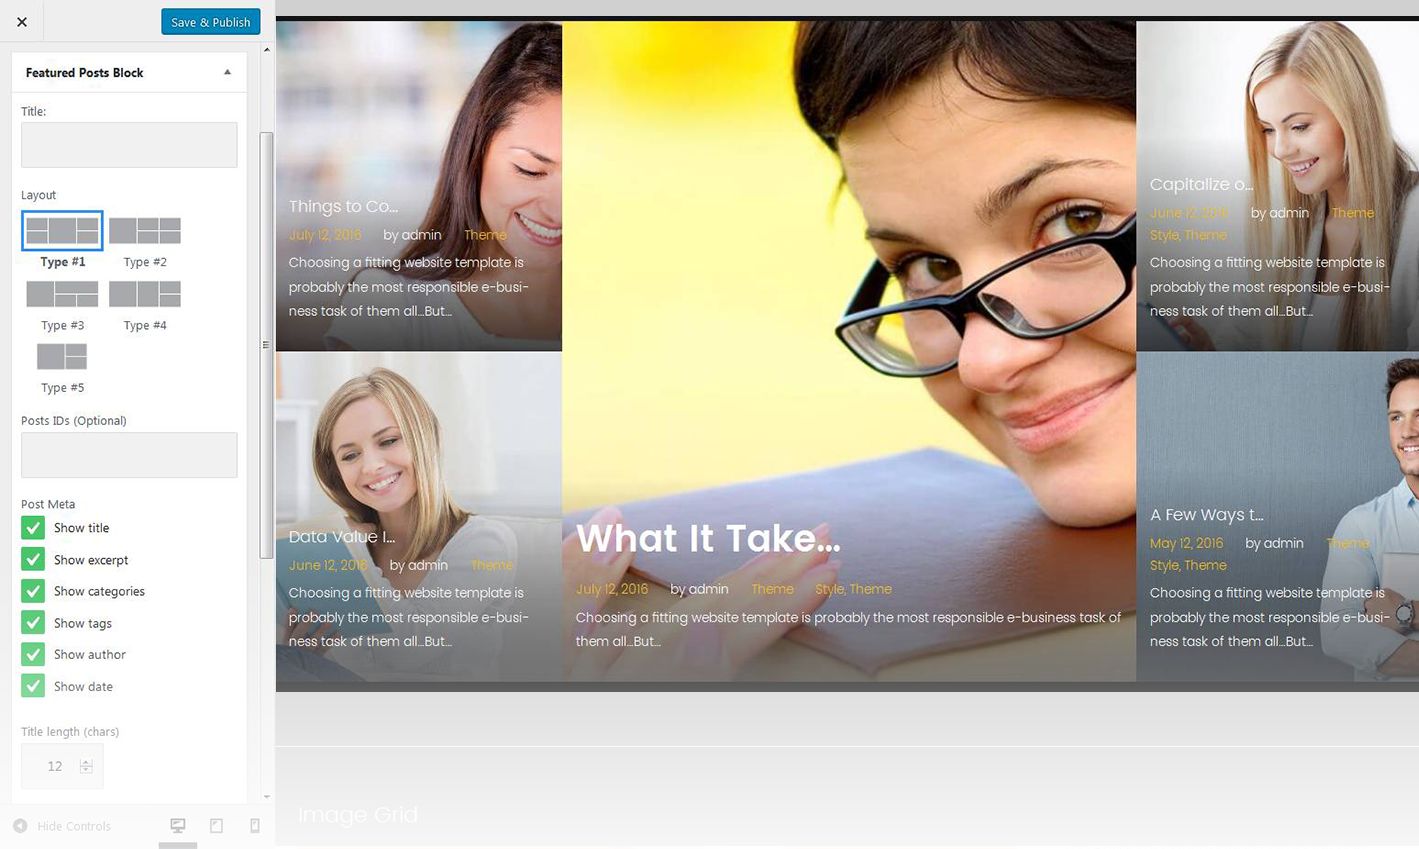 Save & Publish
Featured Posts Block
Title:
Layout
Type #1
Type #2
Type #3
Type #4
Type #5
Posts IDs (Optional)
Post Meta
Show title
Show excerpt
Show categories
Show tags
Show author
Show date
Title length (chars)
12
Hide Controls
Things to Co...
July 12, 2016 by admin Theme
Choosing a fitting website template is
probably the most responsible e-busi-
ness task of them all...But...
Data Value I...
June 12, 2016 by admin Theme
Choosing a fitting website template is
probably the most responsible e-busi-
ness task of them all...But...
What It Take...
July 12, 2016 by admin Theme Style, Theme
Choosing a fitting website template is probably the most responsible e-business task of
them all...But...
Capitalize o...
June 12, 2016 by admin Theme
Style, Theme
Choosing a fitting website template is
probably the most responsible e-busi-
ness task of them all...But...
A Few Ways t...
May 12, 2016 by admin Theme
Style, Theme
Choosing a fitting website template is
probably the most responsible e-busi-
ness task of them all...But...
Image Grid